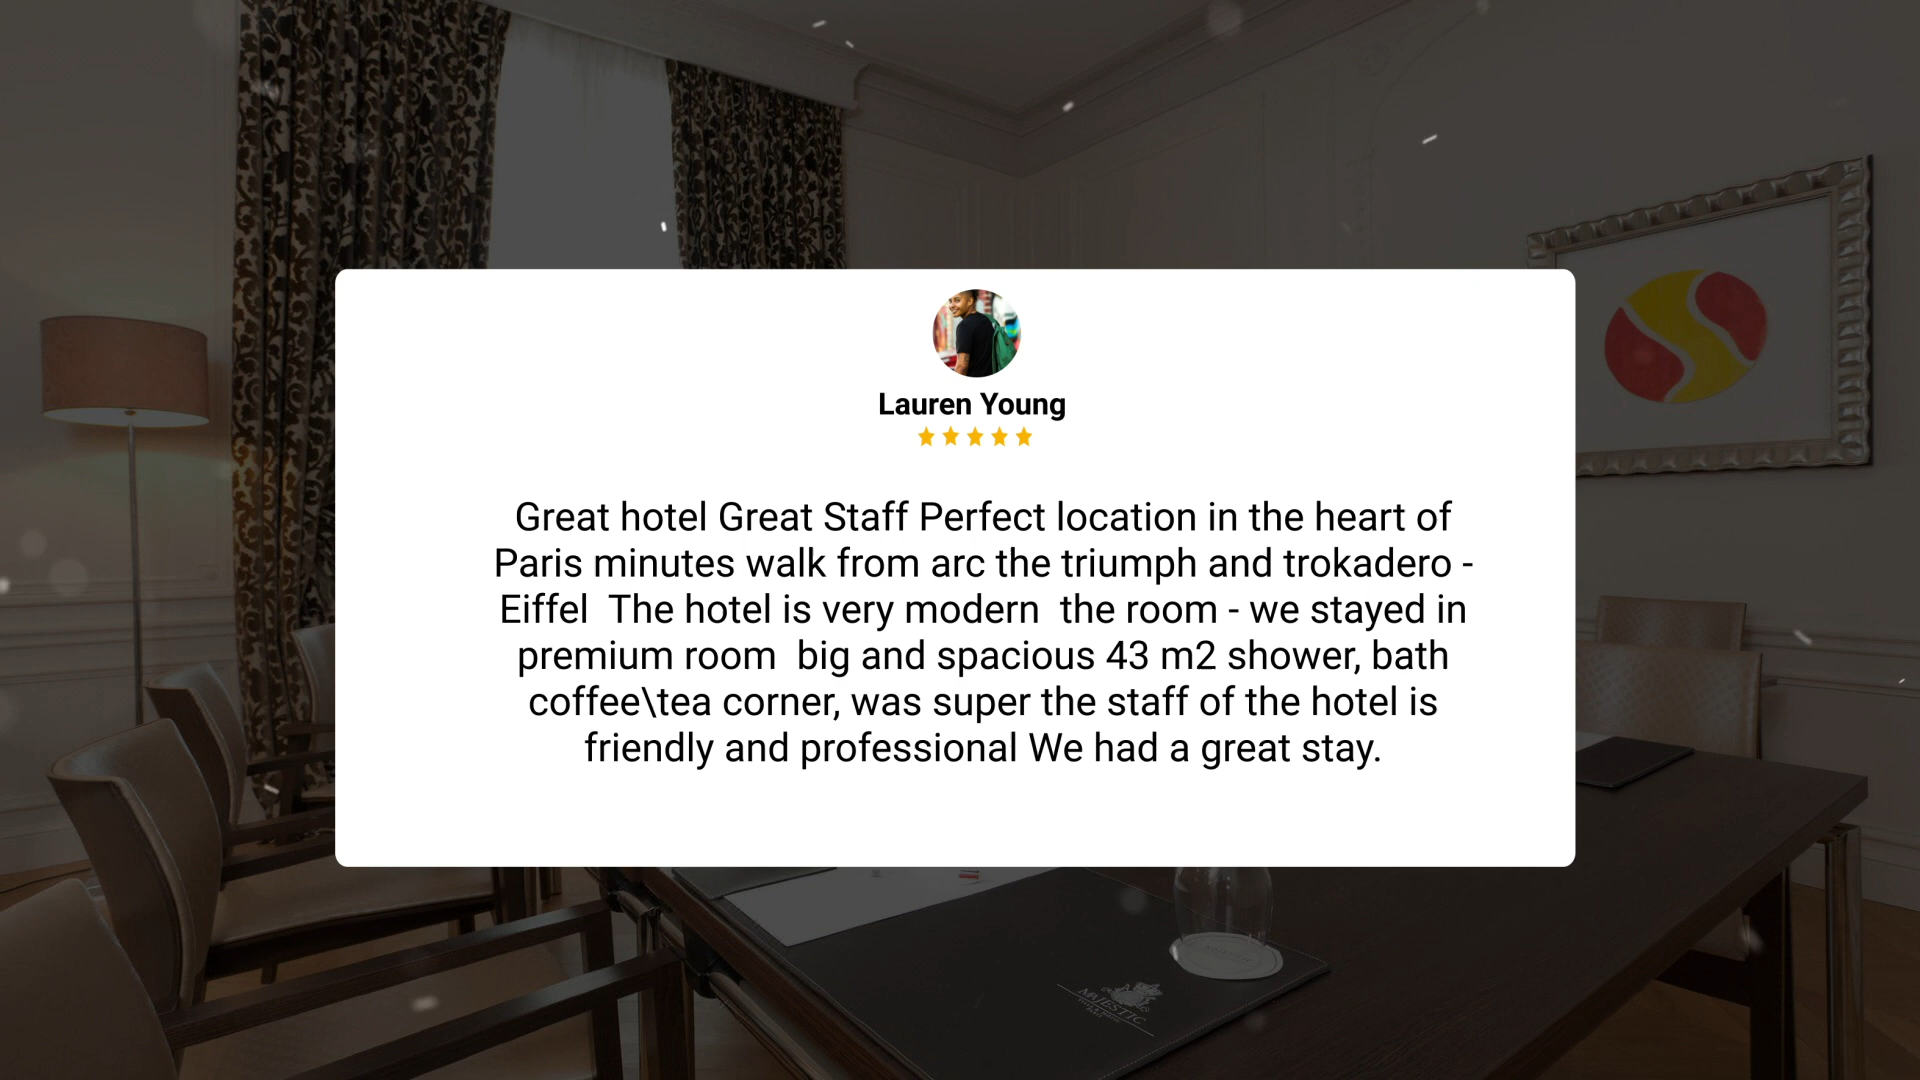 Lauren Young
Great hotel Great Staff Perfect location in the heart of
Paris minutes walk from arc the triumph and trokadero -
Eiffel  The hotel is very modern  the room - we stayed in
premium room  big and spacious 43 m2 shower, bath
coffee\tea corner, was super the staff of the hotel is
friendly and professional We had a great stay.
MAJESTIC